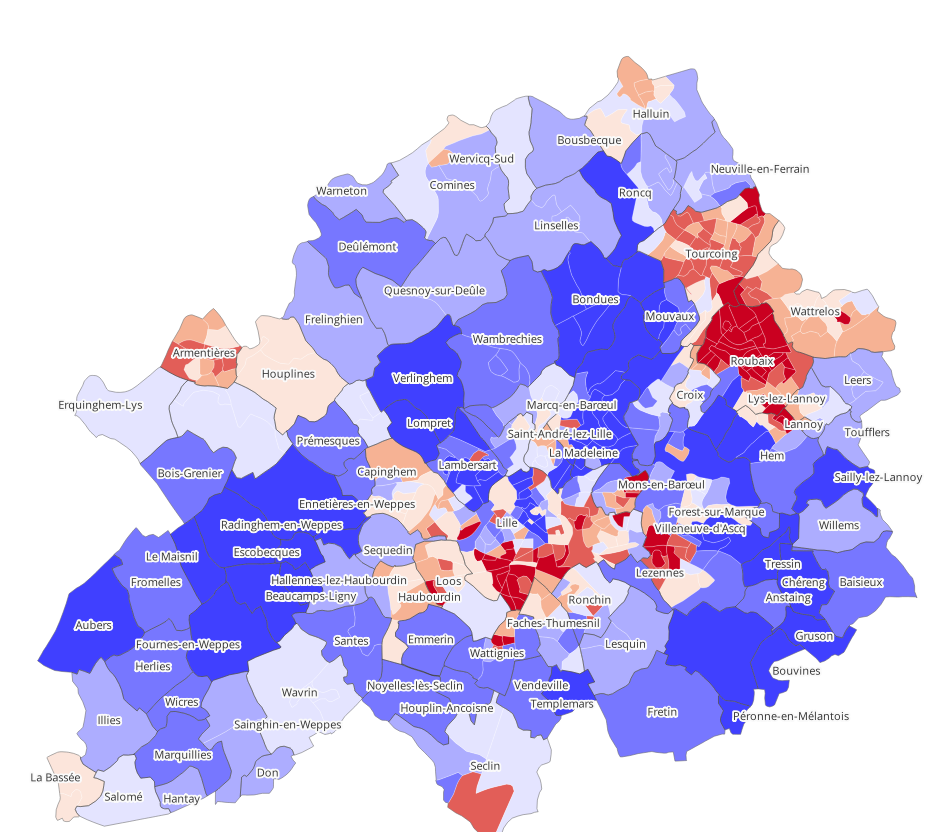 Halluin
Bousbecque
Wervicq-Sud
Neuville-en-Ferrain
Comines
Warneton
Roncq
Linselles
Deûlémont
Tourcoing
Quesnoy-sur-Deûle
Bondues
Wattrelos
Mouvaux
Frelinghien
Wambrechies
Armentières
Roubaix
Houplines
Verlinghem
Leers
Croix
Lys-lez-Lannoy
Erquinghem-Lys
Marcq-en-Barœul
Lompret
Lannoy
Saint-André-lez-Lille
Toufflers
Prémesques
La Madeleine
Hem
Lambersart
Capinghem
Bois-Grenier
Sailly-lez-Lannoy
Mons-en-Barœul
Ennetières-en-Weppes
Forest-sur-Marque
Radinghem-en-Weppes
Lille
Villeneuve-d'Ascq
Willems
Sequedin
Escobecques
Le Maisnil
Tressin
Lezennes
Hallennes-lez-Haubourdin
Loos
Fromelles
Chéreng
Baisieux
Beaucamps-Ligny
Haubourdin
Ronchin
Anstaing
Aubers
Faches-Thumesnil
Gruson
Santes
Emmerin
Fournes-en-Weppes
Lesquin
Wattignies
Herlies
Bouvines
Noyelles-lès-Seclin
Vendeville
Wavrin
Wicres
Templemars
Houplin-Ancoisne
Fretin
Péronne-en-Mélantois
Illies
Sainghin-en-Weppes
Marquillies
Seclin
Don
La Bassée
Salomé
Hantay